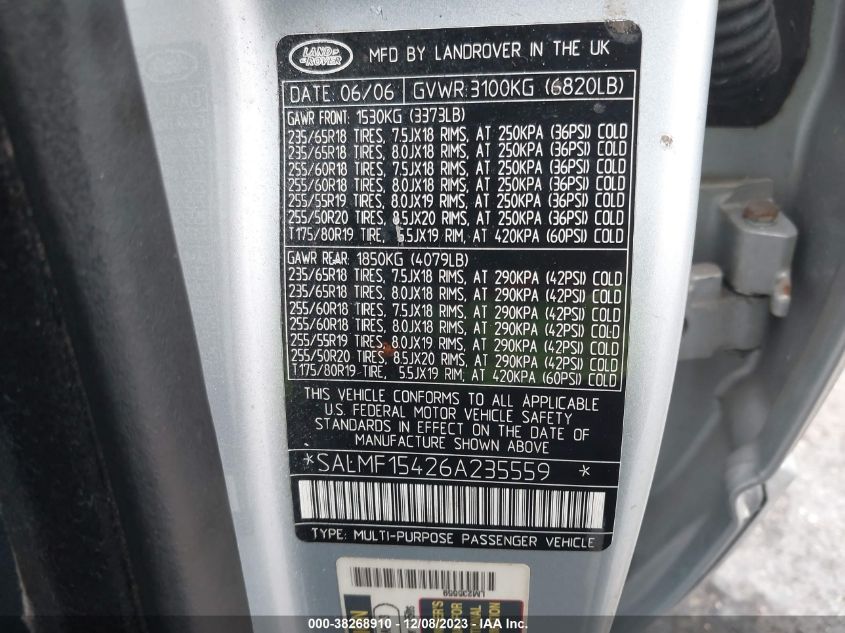 LAND ROVER
MFD BY LANDROVER IN THE UK
DATE: 06/06 GVWR: 3100KG (6820LB)
GAWR FRONT: 1530KG (3373LB)
235/65R18 TIRES, 7.5JX18 RIMS, AT 250KPA (36PSI) COLD
235/65R18 TIRES, 8.0JX18 RIMS, AT 250KPA (36PSI) COLD
255/60R18 TIRES, 7.5JX18 RIMS, AT 250KPA (36PSI) COLD
255/60R18 TIRES, 8.0JX18 RIMS, AT 250KPA (36PSI) COLD
255/55R19 TIRES, 8.0JX19 RIMS, AT 250KPA (36PSI) COLD
255/50R20 TIRES, 8.5JX20 RIMS, AT 250KPA (36PSI) COLD
T175/80R19 TIRE, 5.5JX19 RIM, AT 420KPA (60PSI) COLD
GAWR REAR: 1850KG (4079LB)
235/65R18 TIRES, 7.5JX18 RIMS, AT 290KPA (42PSI) COLD
235/65R18 TIRES, 8.0JX18 RIMS, AT 290KPA (42PSI) COLD
255/60R18 TIRES, 7.5JX18 RIMS, AT 290KPA (42PSI) COLD
255/60R18 TIRES, 8.0JX18 RIMS, AT 290KPA (42PSI) COLD
255/55R19 TIRES, 8.0JX19 RIMS, AT 290KPA (42PSI) COLD
255/50R20 TIRES, 8.5JX20 RIMS, AT 290KPA (42PSI) COLD
T175/80R19 TIRE, 5.5JX19 RIM, AT 420KPA (60PSI) COLD
THIS VEHICLE CONFORMS TO ALL APPLICABLE
U.S. FEDERAL MOTOR VEHICLE SAFETY
STANDARDS IN EFFECT ON THE DATE OF
MANUFACTURE SHOWN ABOVE
*SALMF15426A235559 *
TYPE: MULTI-PURPOSE PASSENGER VEHICLE
LM235559
000-38268910 - 12/08/2023 - IAA Inc.